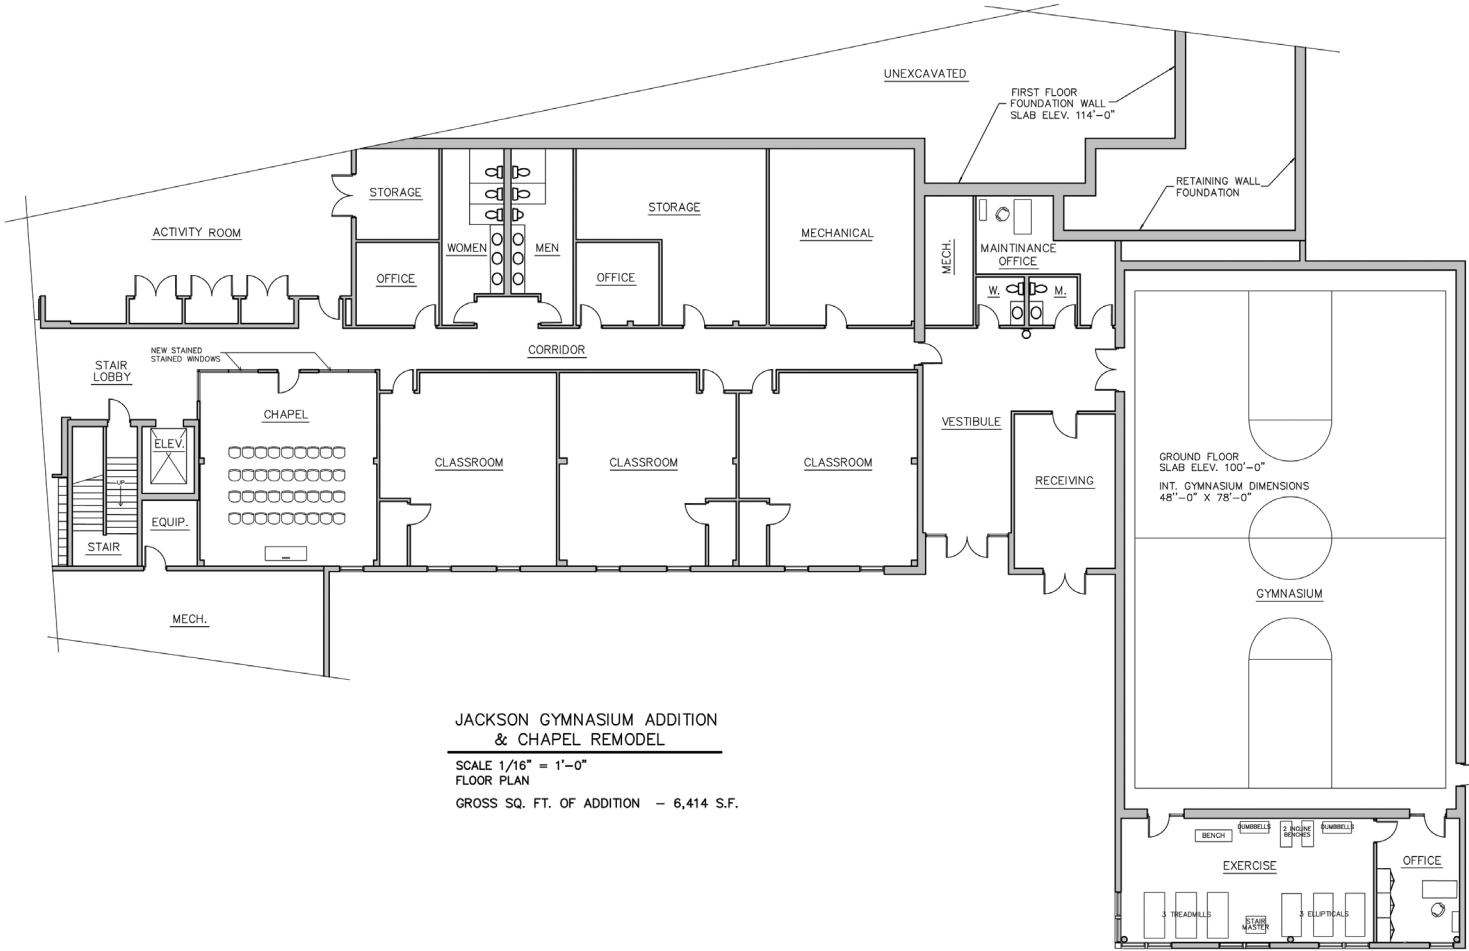 UNEXCAVATED
FIRST FLOOR
FOUNDATION WALL
SLAB ELEV. 114'-0"
RETAINING WALL
FOUNDATION
STORAGE
STORAGE
ACTIVITY ROOM
MECHANICAL
WOMEN
MEN
MECH.
MAINTINANCE
OFFICE
OFFICE
OFFICE
W.
M.
NEW STAINED
STAINED WINDOWS
CORRIDOR
STAIR
LOBBY
CHAPEL
VESTIBULE
ELEV.
CLASSROOM
CLASSROOM
CLASSROOM
GROUND FLOOR
SLAB ELEV. 100'-0"
INT. GYMNASIUM DIMENSIONS
48''-0" X 78'-0"
RECEIVING
UP
EQUIP.
STAIR
GYMNASIUM
MECH.
JACKSON GYMNASIUM ADDITION
& CHAPEL REMODEL
SCALE 1/16" = 1'-0"
FLOOR PLAN
GROSS SQ. FT. OF ADDITION - 6,414 S.F.
BENCH
DUMBBELLS
2 INCLINE
BENCHES
DUMBBELLS
EXERCISE
OFFICE
3 TREADMILLS
STAIR
MASTER
3 ELLIPTICALS